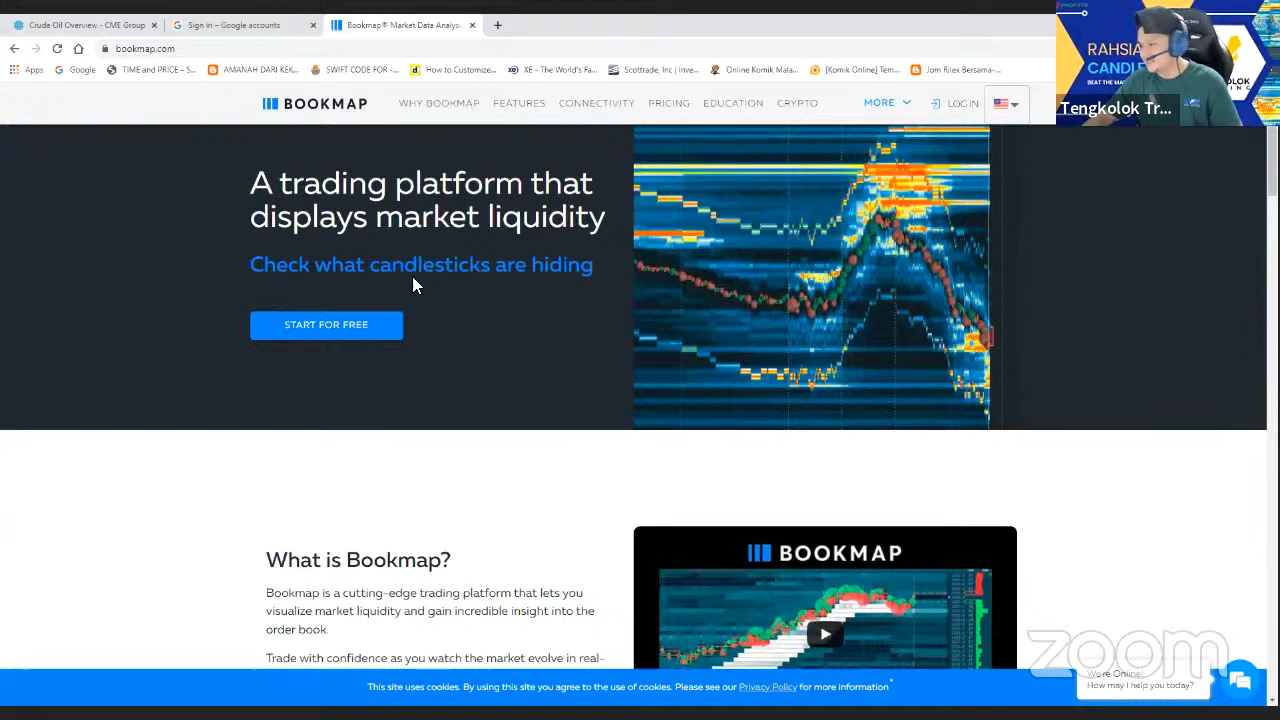 Crude Oil Overview - CME Group
Sign in – Google accounts
Bookmap® Market Data Analys
bookmap.com
Apps
Google
TIME and PRICE – S...
AMANAH DARI KEK...
SWIFT CODE FOR -...
How to Customize...
XE - The World's Fa...
Scottrade, Inc | Inve...
Online Komik Mala...
[Komik Online] Tem...
Jom Rilex Bersama-...
RAHSIA
CANDLE
BEAT THE MA
Tengkolok Tr...
BOOKMAP
WHY BOOKMAP
FEATURES
CONNECTIVITY
PRICING
EDUCATION
CRYPTO
MORE
LOG IN
A trading platform that
displays market liquidity
Check what candlesticks are hiding
START FOR FREE
What is Bookmap?
Bookmap is a cutting-edge trading platform that lets you
visualize market liquidity and gain incredible insight into the
order book.
Trade with confidence as you watch the market evolve in real-
BOOKMAP
zoom
This site uses cookies. By using this site you agree to the use of cookies. Please see our Privacy Policy for more information
We're Online!
How may I help you today?